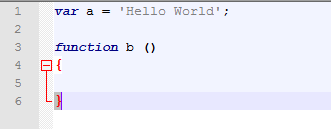 1 var a = 'Hello World';
2
3 function b ()
4 {
5
6 }